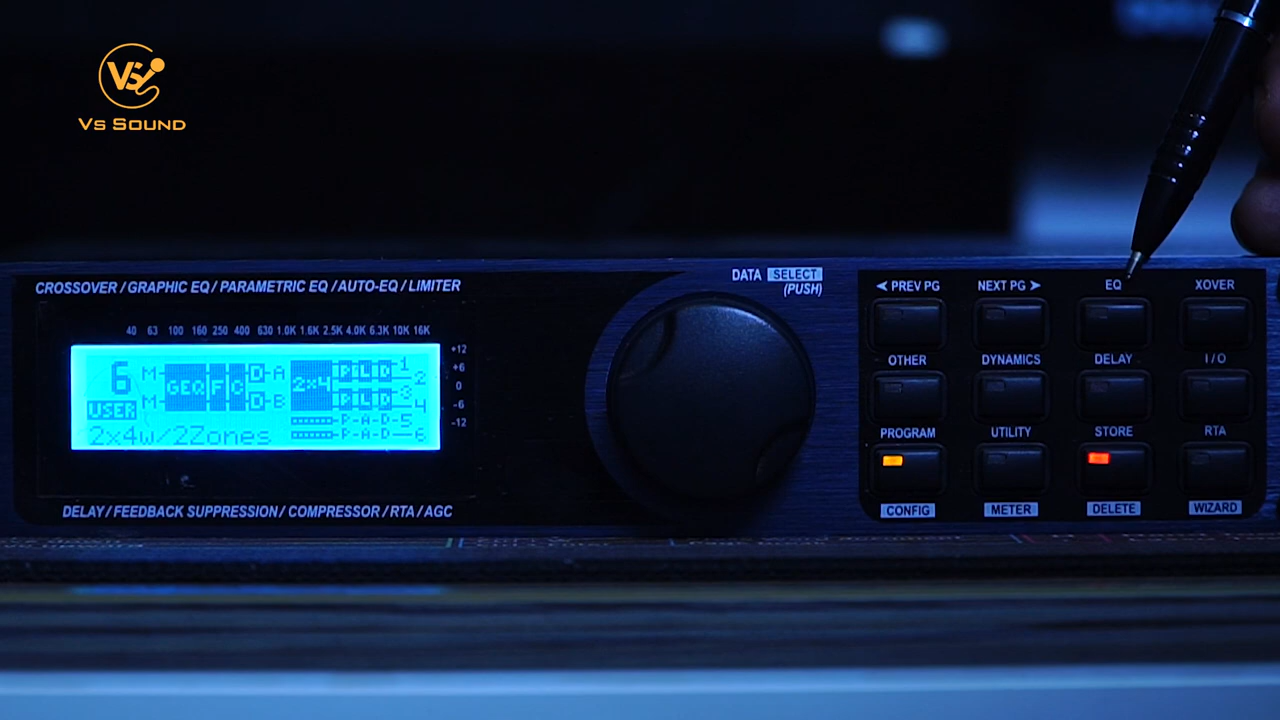 VS
VS SOUND
CROSSOVER / GRAPHIC EQ / PARAMETRIC EQ / AUTO-EQ / LIMITER
40 63 100 160 250 400 630 1.0K 1.6K 2.5K 4.0K 6.3K 10K 16K
+12
+6
0
-6
-12
6 M GEQ F C D A 2x4 P L D 1
2
USER M D B P L D 3
4
P-A-D-5
2x4w/2Zones P-A-D-6
DELAY / FEEDBACK SUPPRESSION / COMPRESSOR / RTA / AGC
DATA SELECT
(PUSH)
PREV PG NEXT PG EQ XOVER
OTHER DYNAMICS DELAY I/O
PROGRAM UTILITY STORE RTA
CONFIG METER DELETE WIZARD